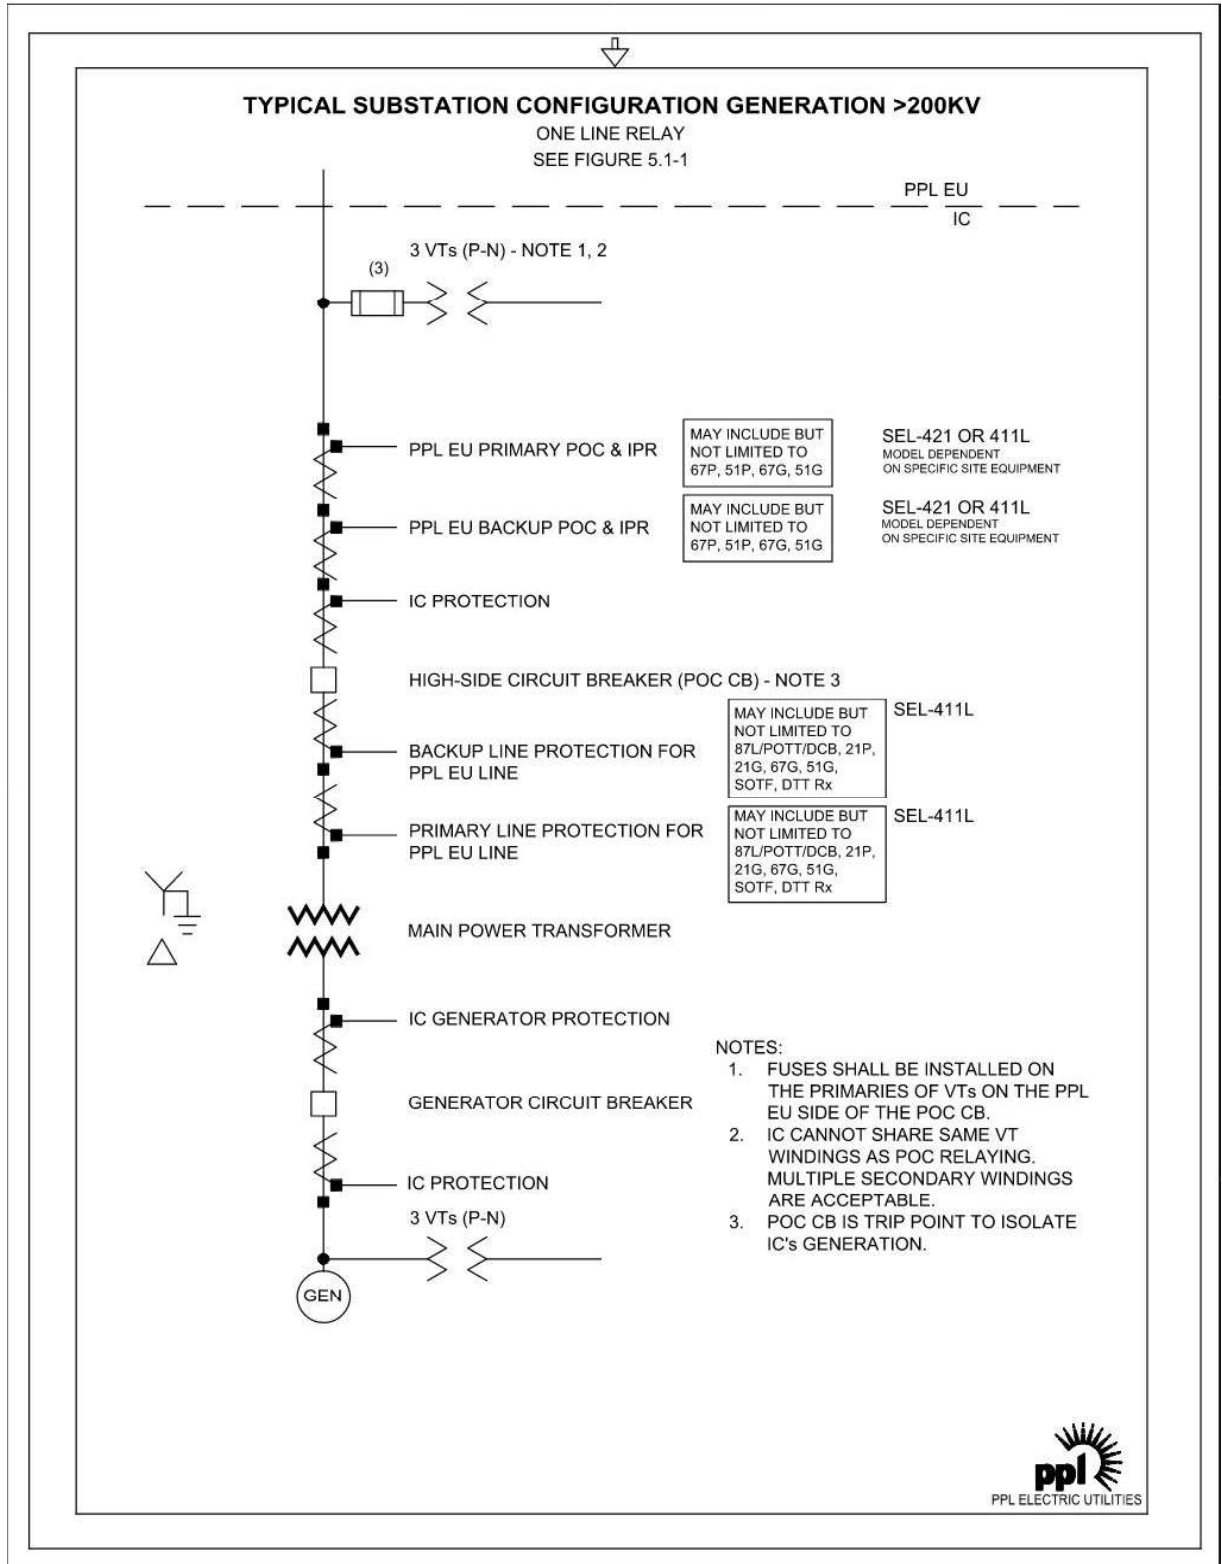 TYPICAL SUBSTATION CONFIGURATION GENERATION >200KV
ONE LINE RELAY
SEE FIGURE 5.1-1
PPL EU
IC
3 VTs (P-N) - NOTE 1, 2
(3)
PPL EU PRIMARY POC & IPR
MAY INCLUDE BUT
NOT LIMITED TO
67P, 51P, 67G, 51G
SEL-421 OR 411L
MODEL DEPENDENT
ON SPECIFIC SITE EQUIPMENT
PPL EU BACKUP POC & IPR
MAY INCLUDE BUT
NOT LIMITED TO
67P, 51P, 67G, 51G
SEL-421 OR 411L
MODEL DEPENDENT
ON SPECIFIC SITE EQUIPMENT
IC PROTECTION
HIGH-SIDE CIRCUIT BREAKER (POC CB) - NOTE 3
BACKUP LINE PROTECTION FOR
PPL EU LINE
MAY INCLUDE BUT
NOT LIMITED TO
87L/POTT/DCB, 21P,
21G, 67G, 51G,
SOTF, DTT Rx
SEL-411L
PRIMARY LINE PROTECTION FOR
PPL EU LINE
MAY INCLUDE BUT
NOT LIMITED TO
87L/POTT/DCB, 21P,
21G, 67G, 51G,
SOTF, DTT Rx
SEL-411L
MAIN POWER TRANSFORMER
IC GENERATOR PROTECTION
GENERATOR CIRCUIT BREAKER
IC PROTECTION
3 VTs (P-N)
GEN
NOTES:
1. FUSES SHALL BE INSTALLED ON
THE PRIMARIES OF VTs ON THE PPL
EU SIDE OF THE POC CB.
2. IC CANNOT SHARE SAME VT
WINDINGS AS POC RELAYING.
MULTIPLE SECONDARY WINDINGS
ARE ACCEPTABLE.
3. POC CB IS TRIP POINT TO ISOLATE
IC's GENERATION.
ppl
PPL ELECTRIC UTILITIES